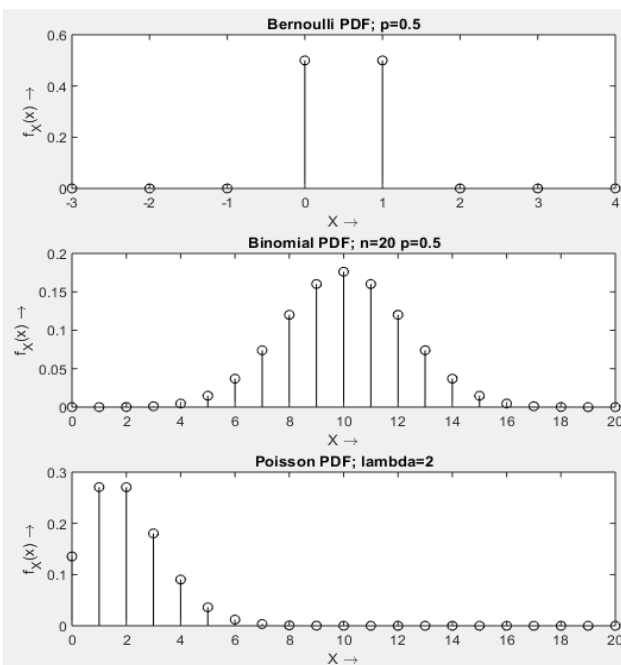 Bernoulli PDF; p=0.5
0.6
0.4
0.2
0
f_X(x) →
-3 -2 -1 0 1 2 3 4
X →
Binomial PDF; n=20 p=0.5
0.2
0.15
0.1
0.05
0
f_X(x) →
0 2 4 6 8 10 12 14 16 18 20
X →
Poisson PDF; lambda=2
0.3
0.2
0.1
0
f_X(x) →
0 2 4 6 8 10 12 14 16 18 20
X →